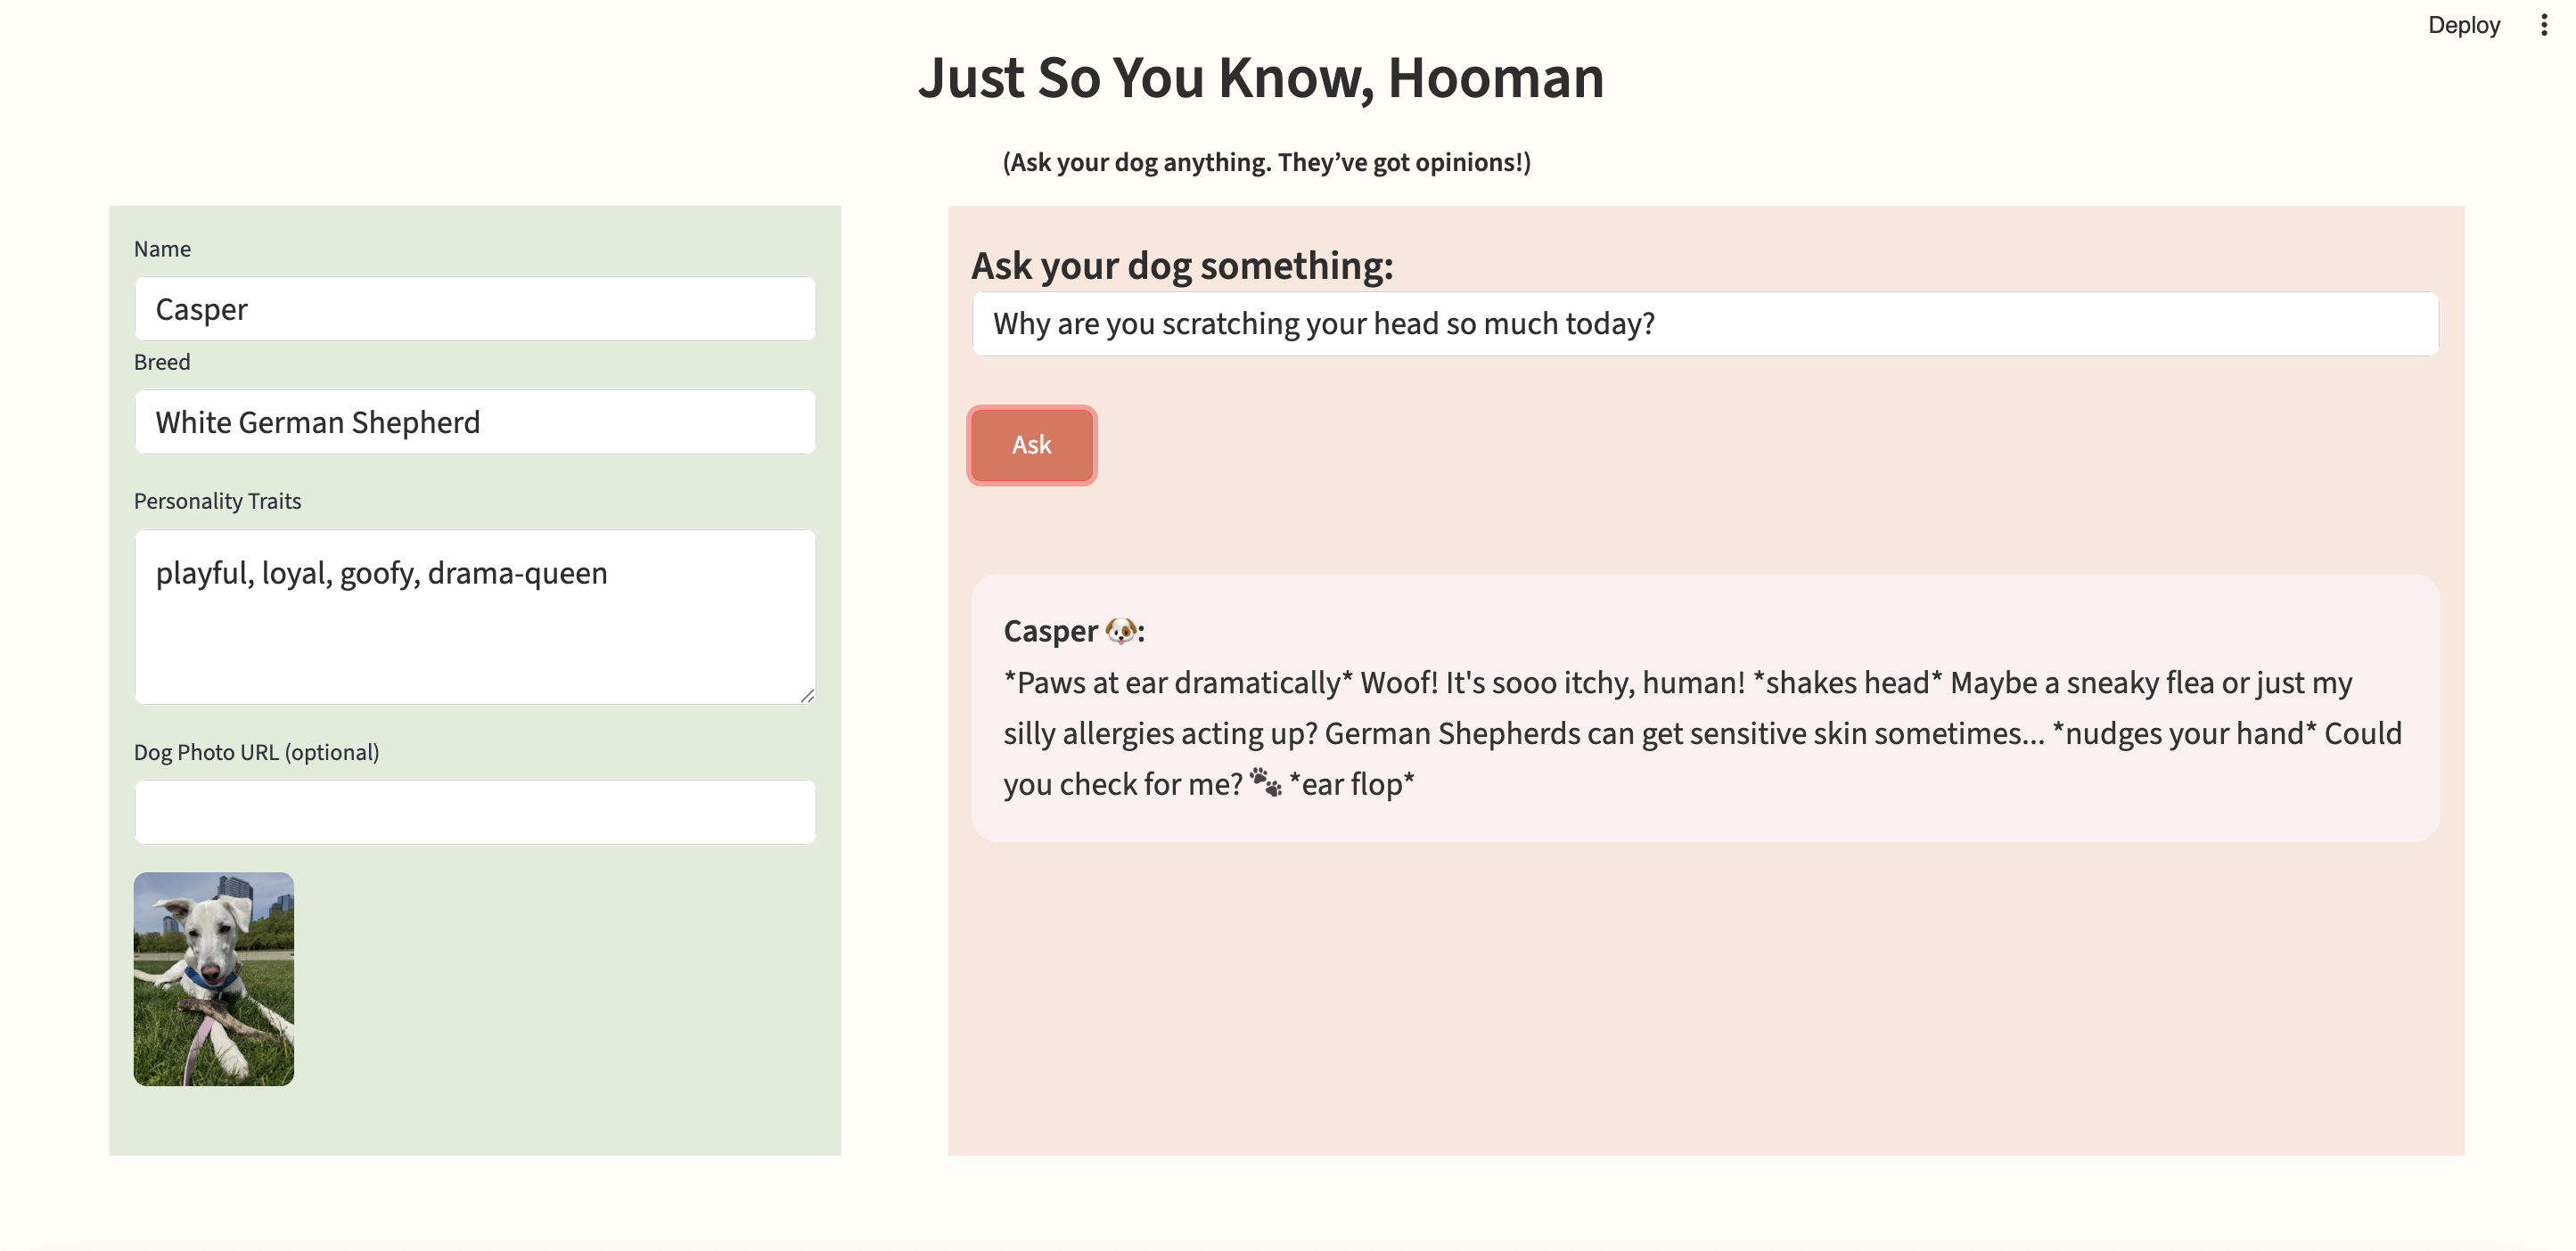 Deploy
Just So You Know, Hooman
(Ask your dog anything. They’ve got opinions!)
Name
Casper
Breed
White German Shepherd
Personality Traits
playful, loyal, goofy, drama-queen
Dog Photo URL (optional)
Ask your dog something:
Why are you scratching your head so much today?
Ask
Casper 🐶:
*Paws at ear dramatically* Woof! It's sooo itchy, human! *shakes head* Maybe a sneaky flea or just my
silly allergies acting up? German Shepherds can get sensitive skin sometimes... *nudges your hand* Could
you check for me? 🐾 *ear flop*